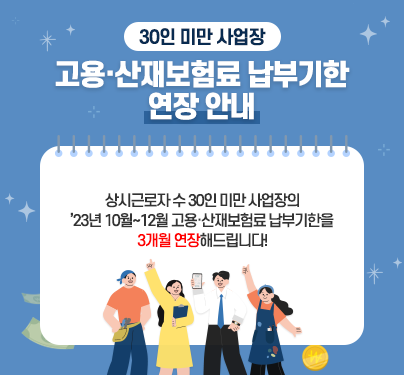 30인 미만 사업장
고용·산재보험료 납부기한
연장 안내
상시근로자 수 30인 미만 사업장의
'23년 10월~12월 고용·산재보험료 납부기한을
3개월 연장해드립니다!